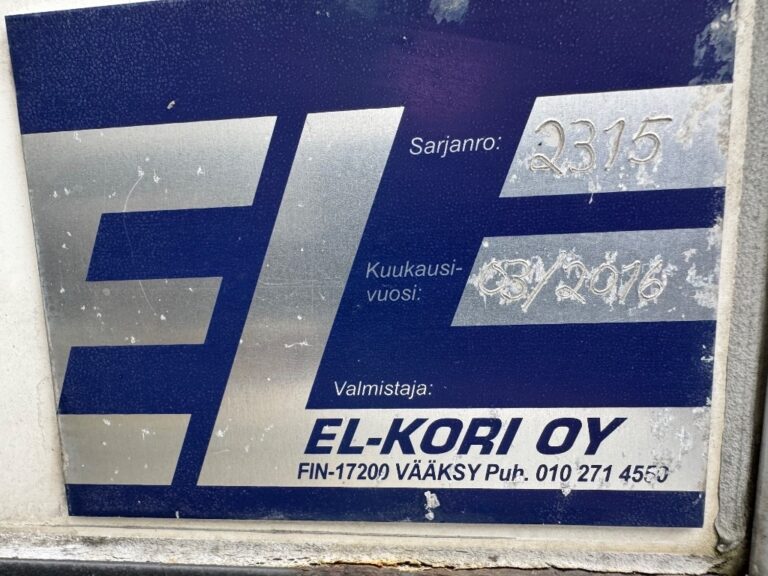 EL
Sarjanro: 2315
Kuukausi-
vuosi: 03/2016
Valmistaja:
EL-KORI OY
FIN-17200 VÄÄKSY Puh. 010 271 4550